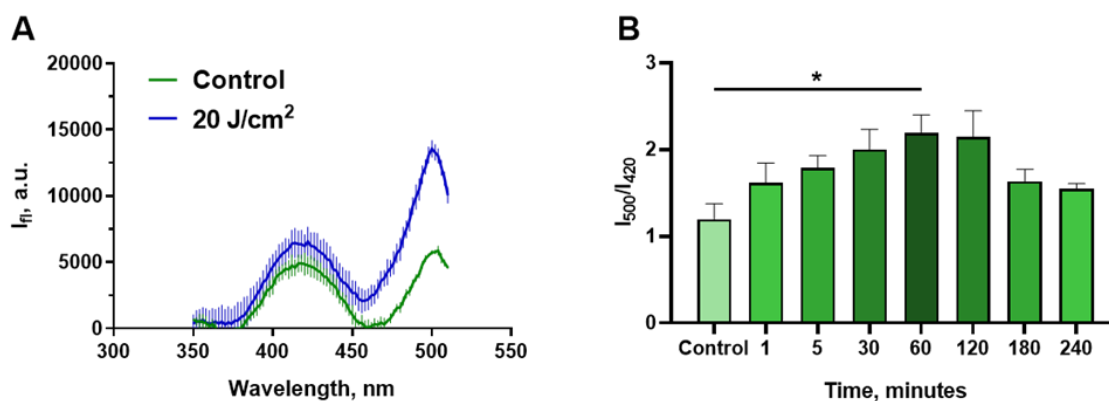 A
20000
15000
10000
5000
0
I_fl, a.u.
Control
20 J/cm²
300 350 400 450 500 550
Wavelength, nm
B
3
2
1
0
I₅₀₀/I₄₂₀
*
Control 1 5 30 60 120 180 240
Time, minutes